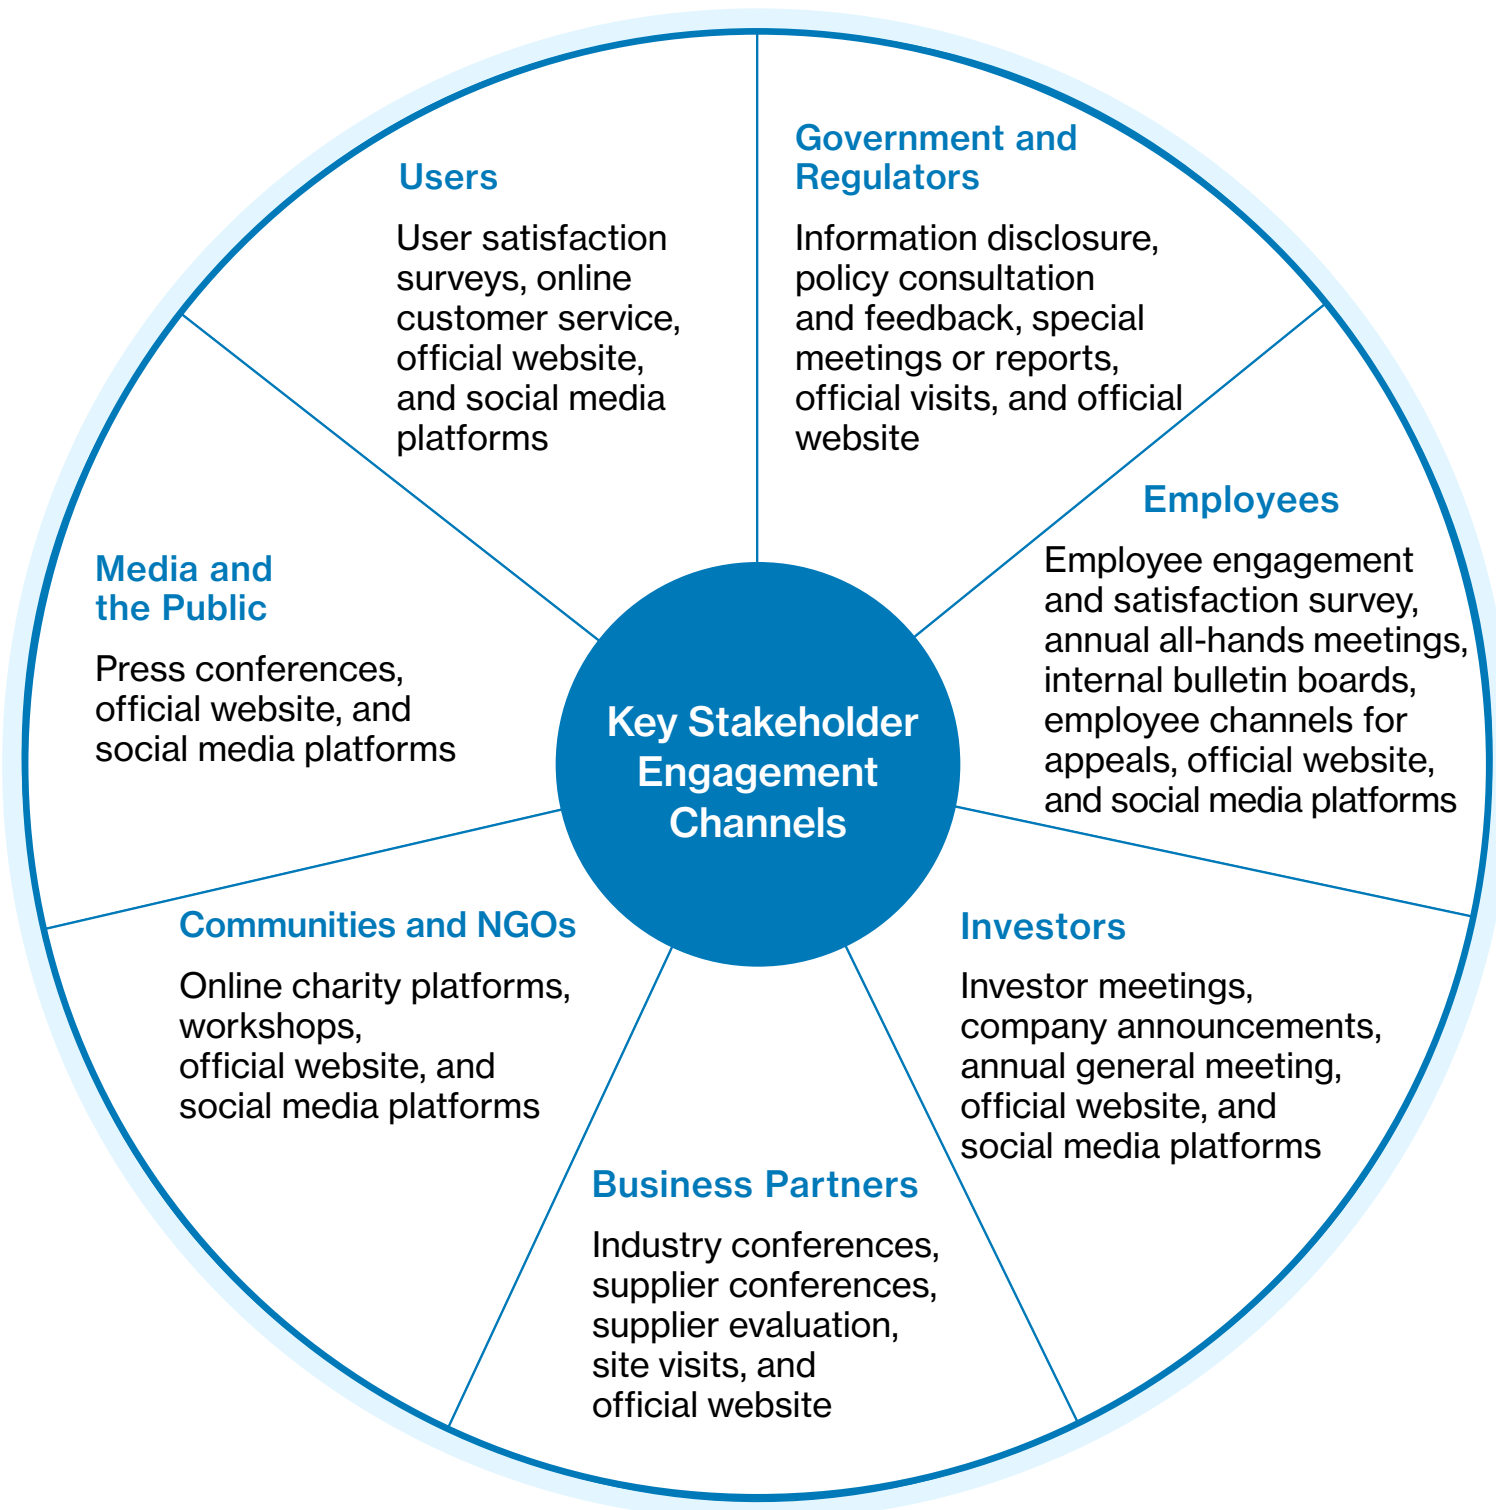 Users
User satisfaction
surveys, online
customer service,
official website,
and social media
platforms
Government and
Regulators
Information disclosure,
policy consultation
and feedback, special
meetings or reports,
official visits, and official
website
Employees
Employee engagement
and satisfaction survey,
annual all-hands meetings,
internal bulletin boards,
employee channels for
appeals, official website,
and social media platforms
Media and
the Public
Press conferences,
official website, and
social media platforms
Key Stakeholder
Engagement
Channels
Communities and NGOs
Online charity platforms,
workshops,
official website, and
social media platforms
Investors
Investor meetings,
company announcements,
annual general meeting,
official website, and
social media platforms
Business Partners
Industry conferences,
supplier conferences,
supplier evaluation,
site visits, and
official website